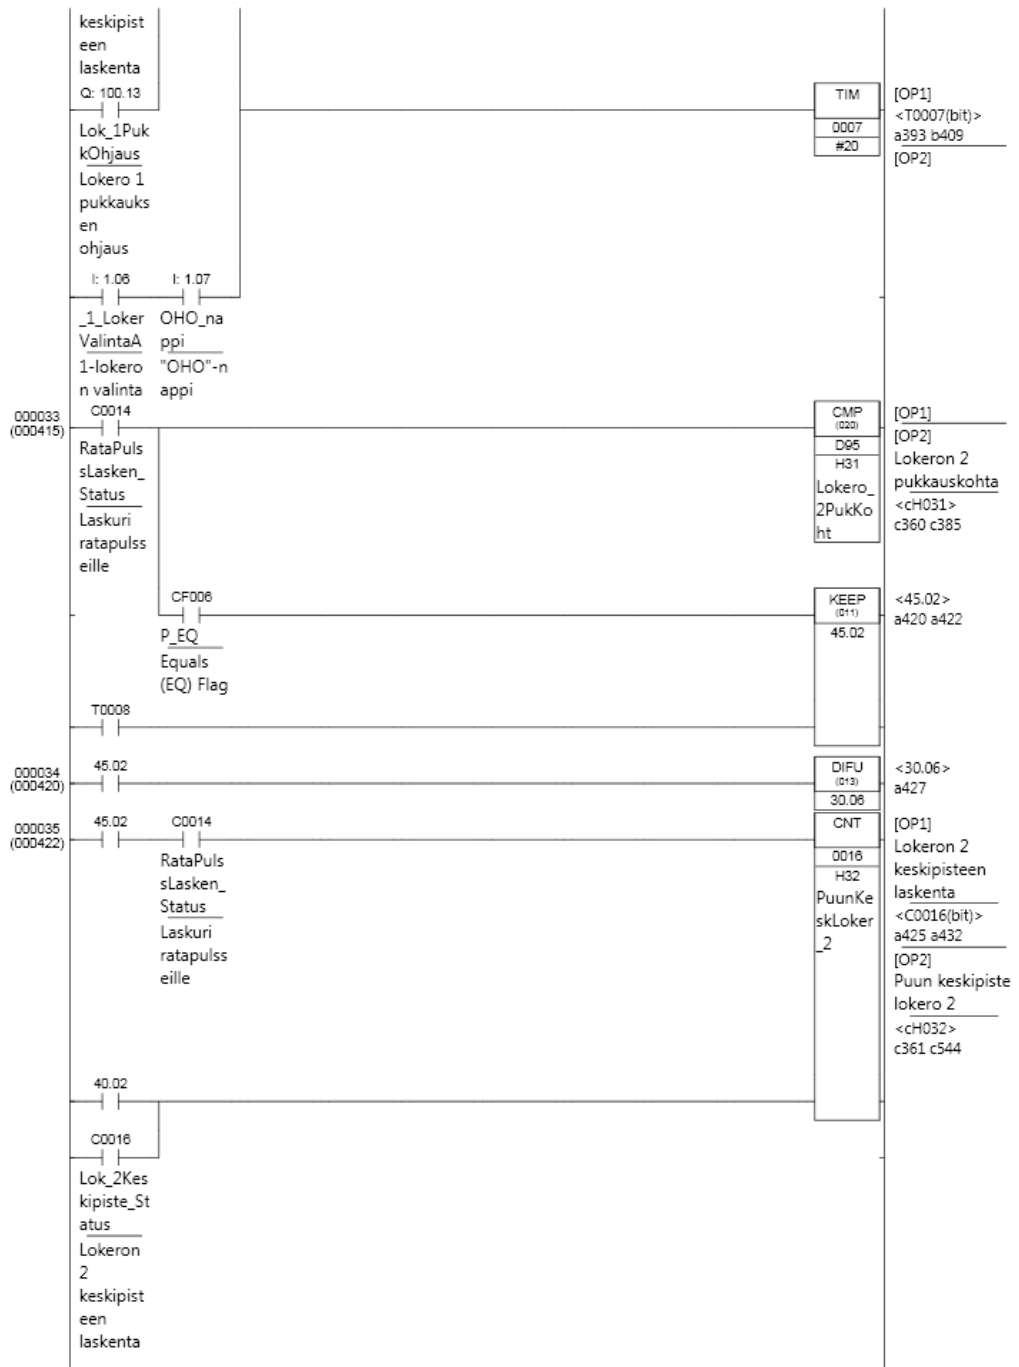 keskipist
een
laskenta
Q: 100.13
Lok_1Puk
kOhjaus
Lokero 1
pukkauks
en
ohjaus
TIM
0007
#20
[OP1]
<T0007(bit)>
a393 b409
[OP2]
I: 1.06 I: 1.07
_1_Loker OHO_na
ValintaA ppi
1-lokero "OHO"-n
n valinta appi
000033
(000415)
C0014
RataPuls
sLasken_
Status
Laskuri
ratapulss
eille
CMP
(020)
D95
H31
Lokero_
2PukKo
ht
[OP1]
[OP2]
Lokeron 2
pukkauskohta
<cH031>
c360 c385
CF006
P_EQ
Equals
(EQ) Flag
KEEP
(011)
45.02
<45.02>
a420 a422
T0008
000034
(000420)
45.02
DIFU
(013)
30.06
<30.06>
a427
000035
(000422)
45.02 C0014
RataPuls
sLasken_
Status
Laskuri
ratapulss
eille
CNT
0016
H32
PuunKe
skLoker
_2
[OP1]
Lokeron 2
keskipisteen
laskenta
<C0016(bit)>
a425 a432
[OP2]
Puun keskipiste
lokero 2
<cH032>
c361 c544
40.02
C0016
Lok_2Kes
kipiste_St
atus
Lokeron
2
keskipist
een
laskenta